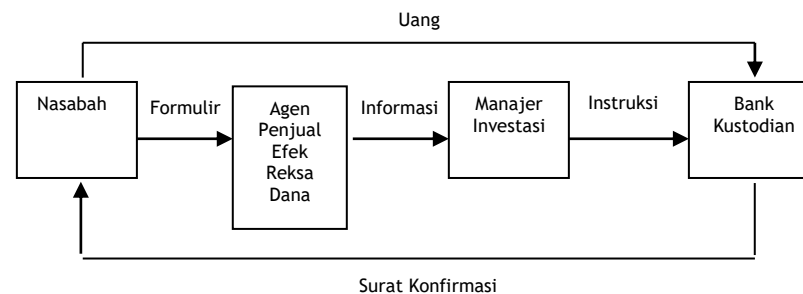 Uang
Nasabah
Formulir
Agen
Penjual
Efek
Reksa
Dana
Informasi
Manajer
Investasi
Instruksi
Bank
Kustodian
Surat Konfirmasi